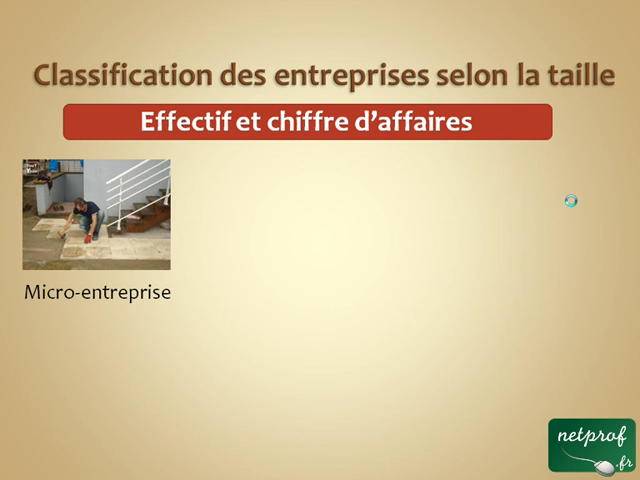 Classification des entreprises selon la taille
Effectif et chiffre d’affaires
Micro-entreprise
netprof
.fr